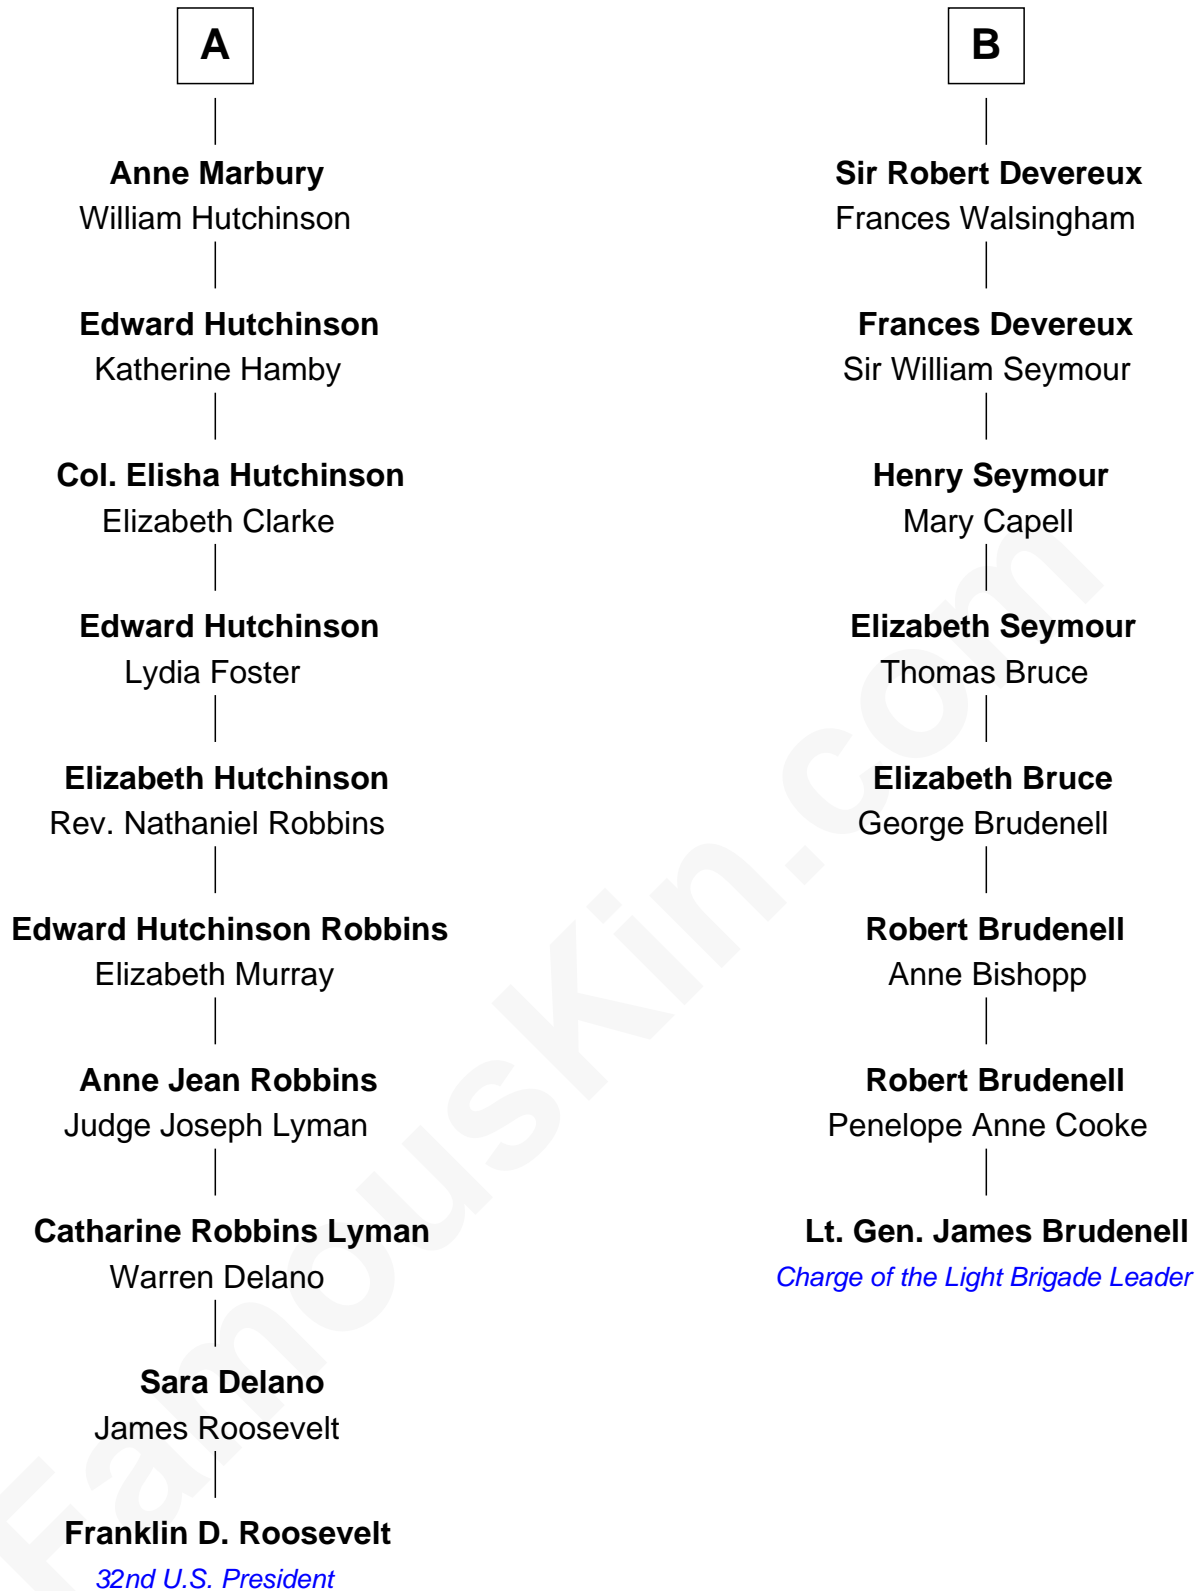 A
Anne Marbury
William Hutchinson
Edward Hutchinson
Katherine Hamby
Col. Elisha Hutchinson
Elizabeth Clarke
Edward Hutchinson
Lydia Foster
Elizabeth Hutchinson
Rev. Nathaniel Robbins
Edward Hutchinson Robbins
Elizabeth Murray
Anne Jean Robbins
Judge Joseph Lyman
Catharine Robbins Lyman
Warren Delano
Sara Delano
James Roosevelt
Franklin D. Roosevelt
32nd U.S. President
B
Sir Robert Devereux
Frances Walsingham
Frances Devereux
Sir William Seymour
Henry Seymour
Mary Capell
Elizabeth Seymour
Thomas Bruce
Elizabeth Bruce
George Brudenell
Robert Brudenell
Anne Bishopp
Robert Brudenell
Penelope Anne Cooke
Lt. Gen. James Brudenell
Charge of the Light Brigade Leader
FamousKin.com